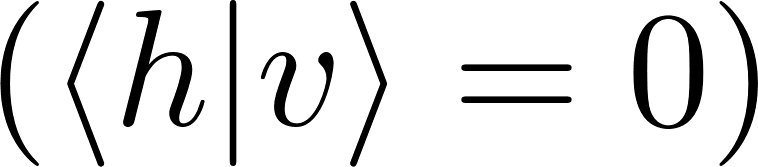 (⟨h|v⟩ = 0)